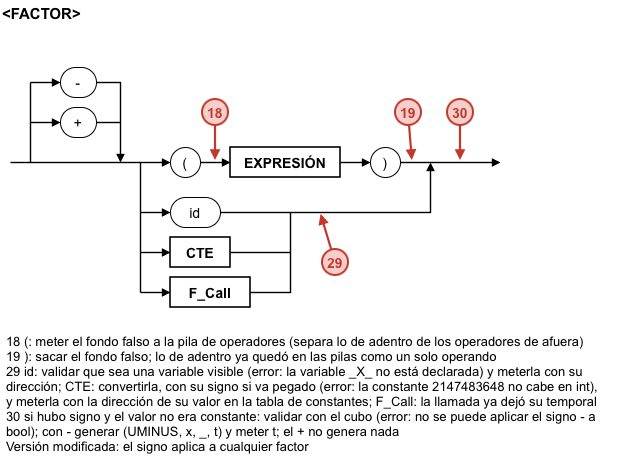 <FACTOR>
-
+
18
19
30
(
EXPRESIÓN
)
id
CTE
29
F_Call
18 (: meter el fondo falso a la pila de operadores (separa lo de adentro de los operadores de afuera)
19 ): sacar el fondo falso; lo de adentro ya quedó en las pilas como un solo operando
29 id: validar que sea una variable visible (error: la variable _X_ no está declarada) y meterla con su
dirección; CTE: convertirla, con su signo si va pegado (error: la constante 2147483648 no cabe en int),
y meterla con la dirección de su valor en la tabla de constantes; F_Call: la llamada ya dejó su temporal
30 si hubo signo y el valor no era constante: validar con el cubo (error: no se puede aplicar el signo - a
bool); con - generar (UMINUS, x, _, t) y meter t; el + no genera nada
Versión modificada: el signo aplica a cualquier factor